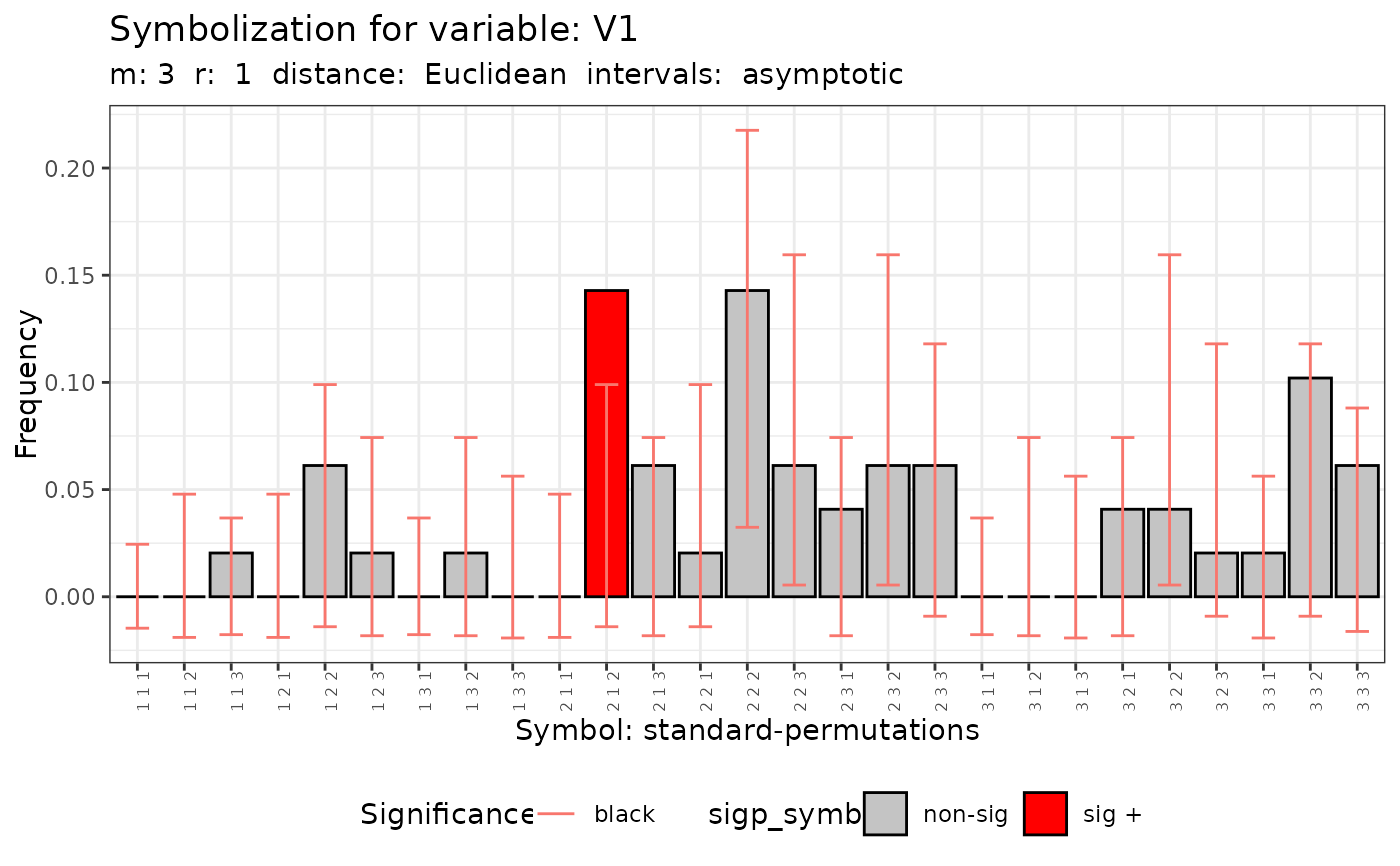 Symbolization for variable: V1
m: 3 r: 1 distance: Euclidean intervals: asymptotic
Frequency
0.20
0.15
0.10
0.05
0.00
1 1 1
1 1 2
1 1 3
1 2 1
1 2 2
1 2 3
1 3 1
1 3 2
1 3 3
2 1 1
2 1 2
2 1 3
2 2 1
2 2 2
2 2 3
2 3 1
2 3 2
2 3 3
3 1 1
3 1 2
3 1 3
3 2 1
3 2 2
3 2 3
3 3 1
3 3 2
3 3 3
Symbol: standard-permutations
Significance black sigp_symb non-sig sig +